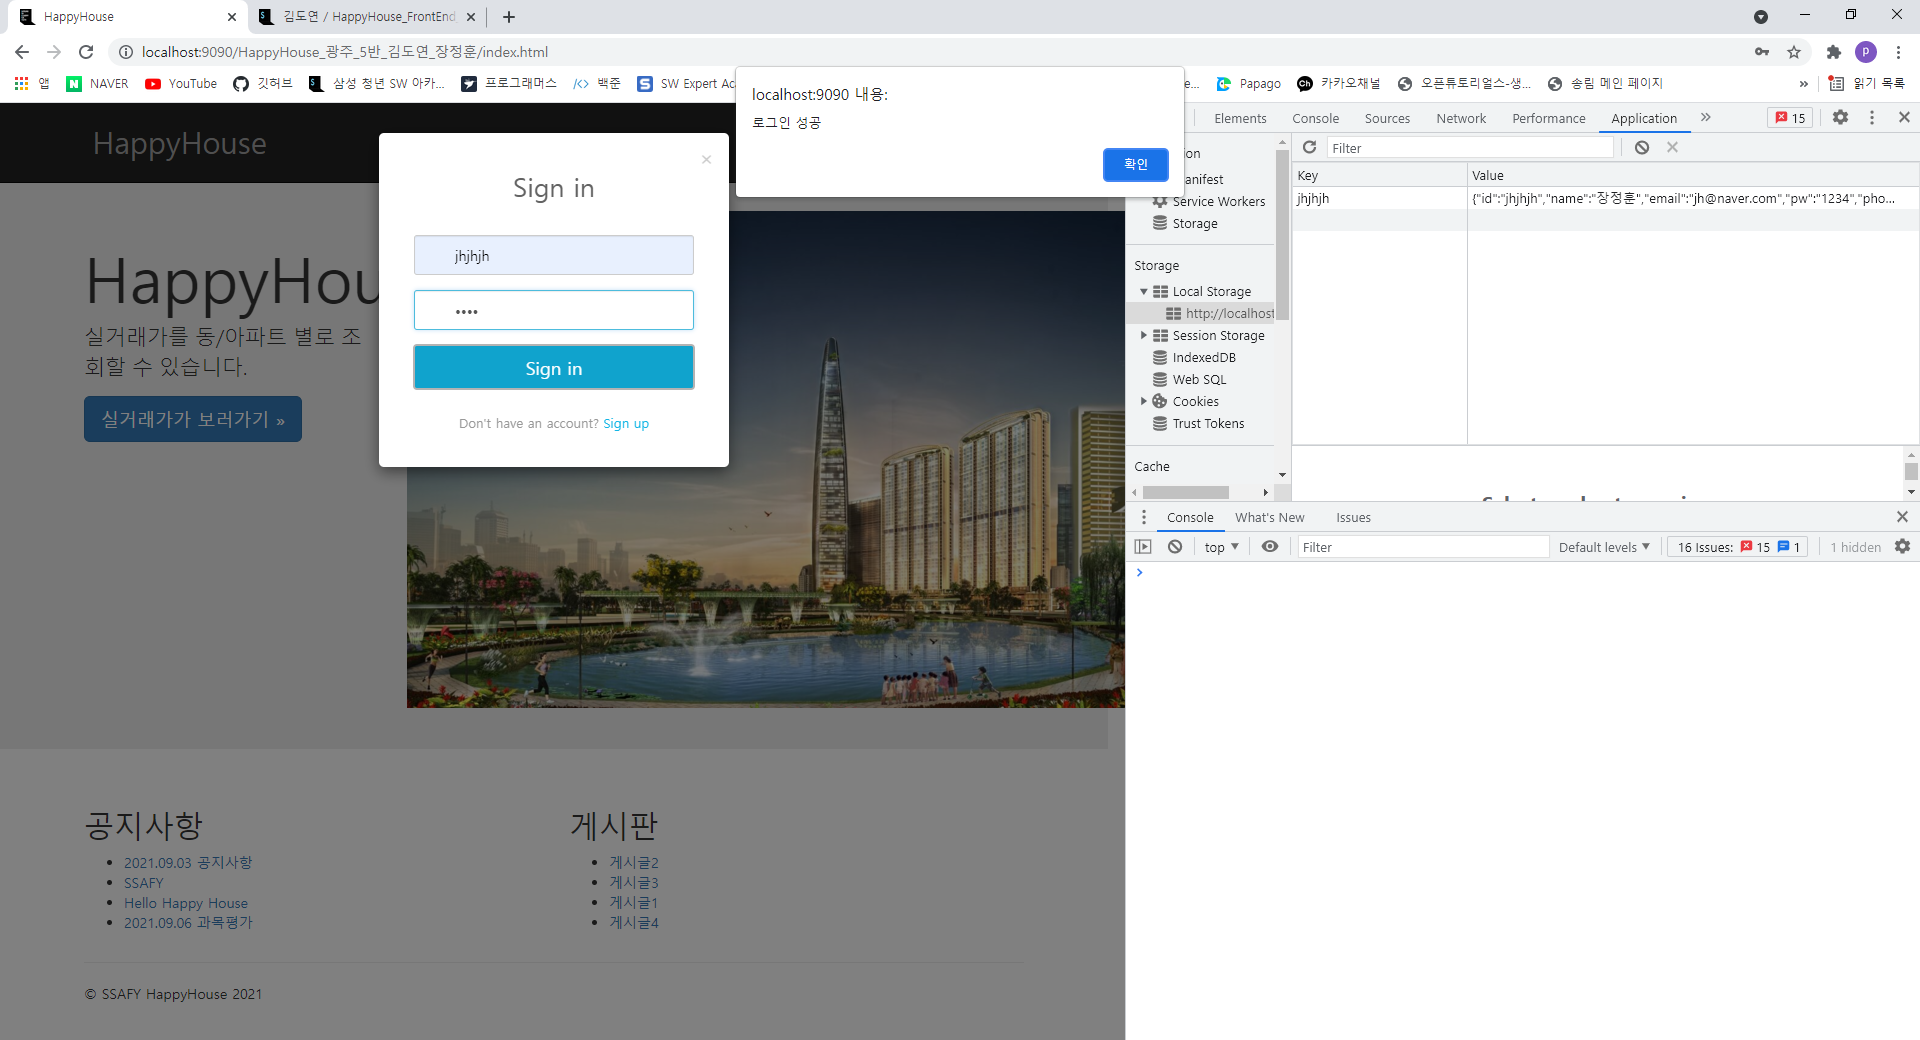 HappyHouse
김도연 / HappyHouse_FrontEnd
localhost:9090/HappyHouse_광주_5반_김도연_장정훈/index.html
P
앱
NAVER
YouTube
깃허브
삼성 청년 SW 아카...
프로그래머스
백준
SW Expert Ac
e...
Papago
카카오채널
오픈튜토리얼스-생...
송림 메인 페이지
»
읽기 목록
localhost:9090 내용:
로그인 성공
확인
HappyHouse
×
Sign in
jhjhjh
••••
Sign in
Don't have an account? Sign up
HappyHou
실거래가를 동/아파트 별로 조
회할 수 있습니다.
실거래가가 보러가기 »
공지사항
2021.09.03 공지사항
SSAFY
Hello Happy House
2021.09.06 과목평가
게시판
게시글2
게시글3
게시글1
게시글4
© SSAFY HappyHouse 2021
Elements
Console
Sources
Network
Performance
Application
»
15
ion
anifest
Service Workers
Storage
Storage
Local Storage
http://localhost
Session Storage
IndexedDB
Web SQL
Cookies
Trust Tokens
Cache
Filter
Key
Value
jhjhjh
{"id":"jhjhjh","name":"장정훈","email":"jh@naver.com","pw":"1234","pho...
Console
What's New
Issues
top
Filter
Default levels
16 Issues:
15
1
1 hidden